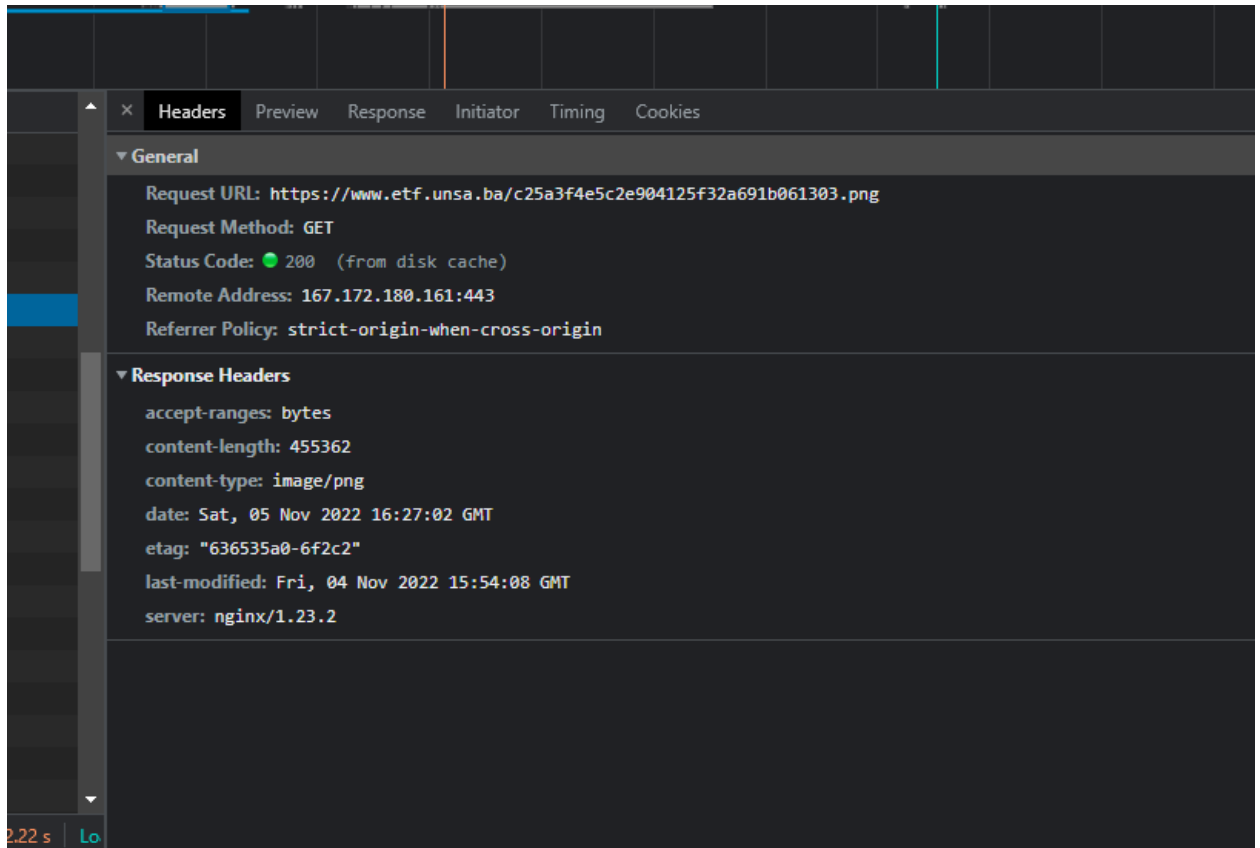 × Headers Preview Response Initiator Timing Cookies
General
Request URL: https://www.etf.unsa.ba/c25a3f4e5c2e904125f32a691b061303.png
Request Method: GET
Status Code: 200 (from disk cache)
Remote Address: 167.172.180.161:443
Referrer Policy: strict-origin-when-cross-origin
Response Headers
accept-ranges: bytes
content-length: 455362
content-type: image/png
date: Sat, 05 Nov 2022 16:27:02 GMT
etag: "636535a0-6f2c2"
last-modified: Fri, 04 Nov 2022 15:54:08 GMT
server: nginx/1.23.2
2.22 s Lo